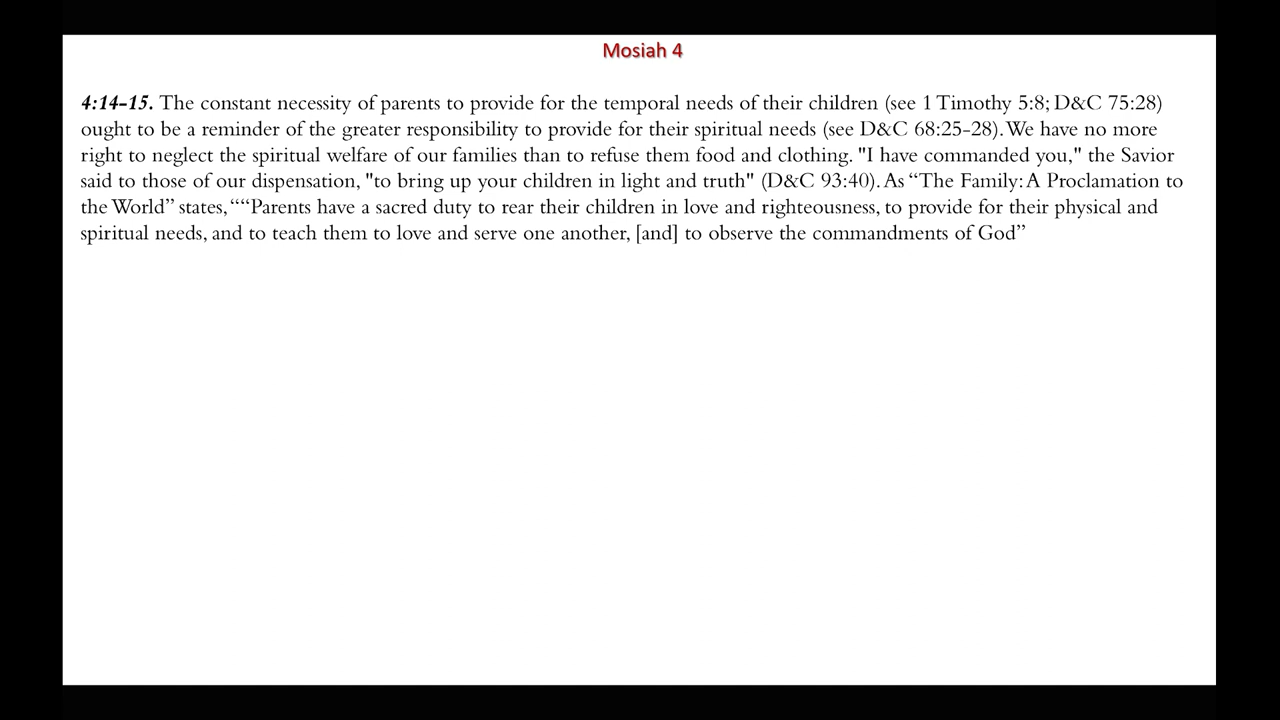 Mosiah 4
4:14-15. The constant necessity of parents to provide for the temporal needs of their children (see 1 Timothy 5:8; D&C 75:28)
ought to be a reminder of the greater responsibility to provide for their spiritual needs (see D&C 68:25-28). We have no more
right to neglect the spiritual welfare of our families than to refuse them food and clothing. "I have commanded you," the Savior
said to those of our dispensation, "to bring up your children in light and truth" (D&C 93:40). As “The Family: A Proclamation to
the World” states, ““Parents have a sacred duty to rear their children in love and righteousness, to provide for their physical and
spiritual needs, and to teach them to love and serve one another, [and] to observe the commandments of God”